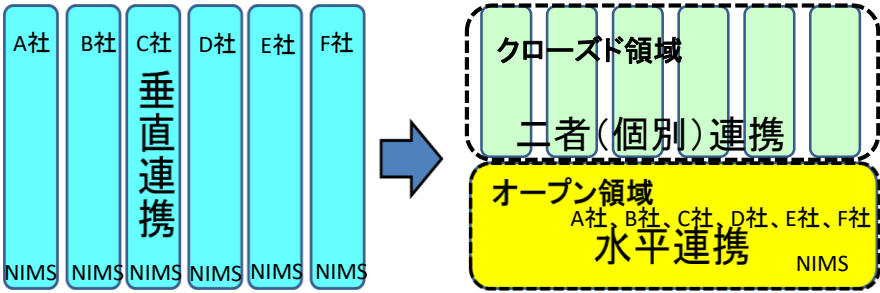 A社 B社 C社 D社 E社 F社
垂直連携
NIMS NIMS NIMS NIMS NIMS NIMS
クローズド領域
二者(個別)連携
オープン領域
A社、B社、C社、D社、E社、F社
水平連携
NIMS